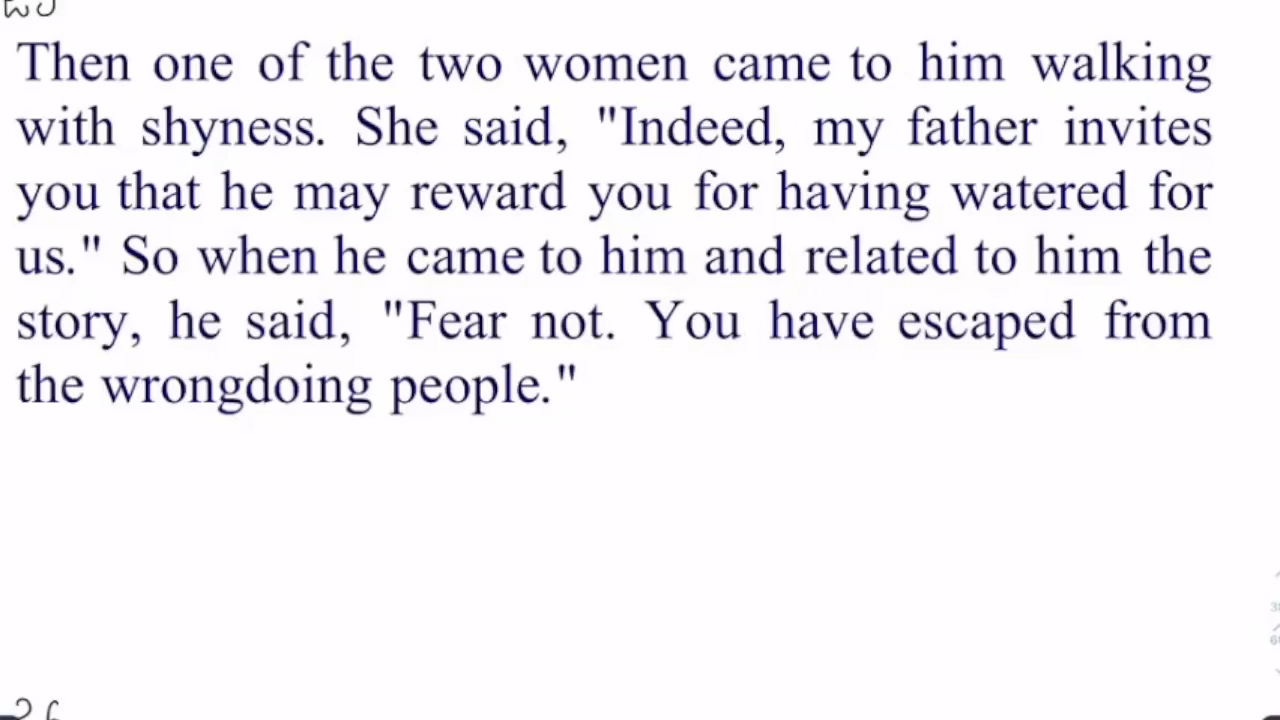 Then one of the two women came to him walking
with shyness. She said, "Indeed, my father invites
you that he may reward you for having watered for
us." So when he came to him and related to him the
story, he said, "Fear not. You have escaped from
the wrongdoing people."